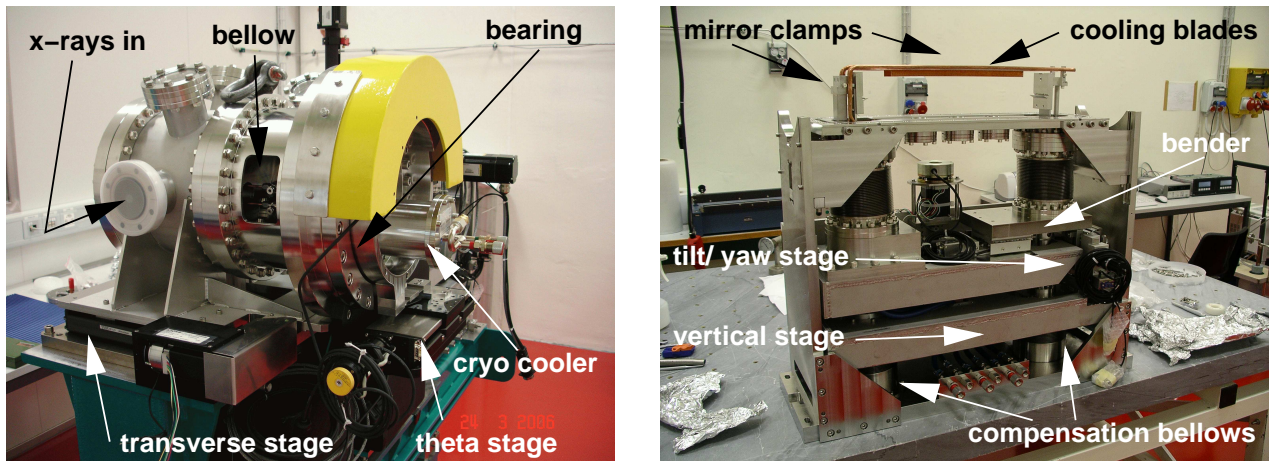 x−rays in
bellow
bearing
cryo cooler
24 3 2006
transverse stage
theta stage
mirror clamps
cooling blades
bender
tilt/ yaw stage
vertical stage
compensation bellows